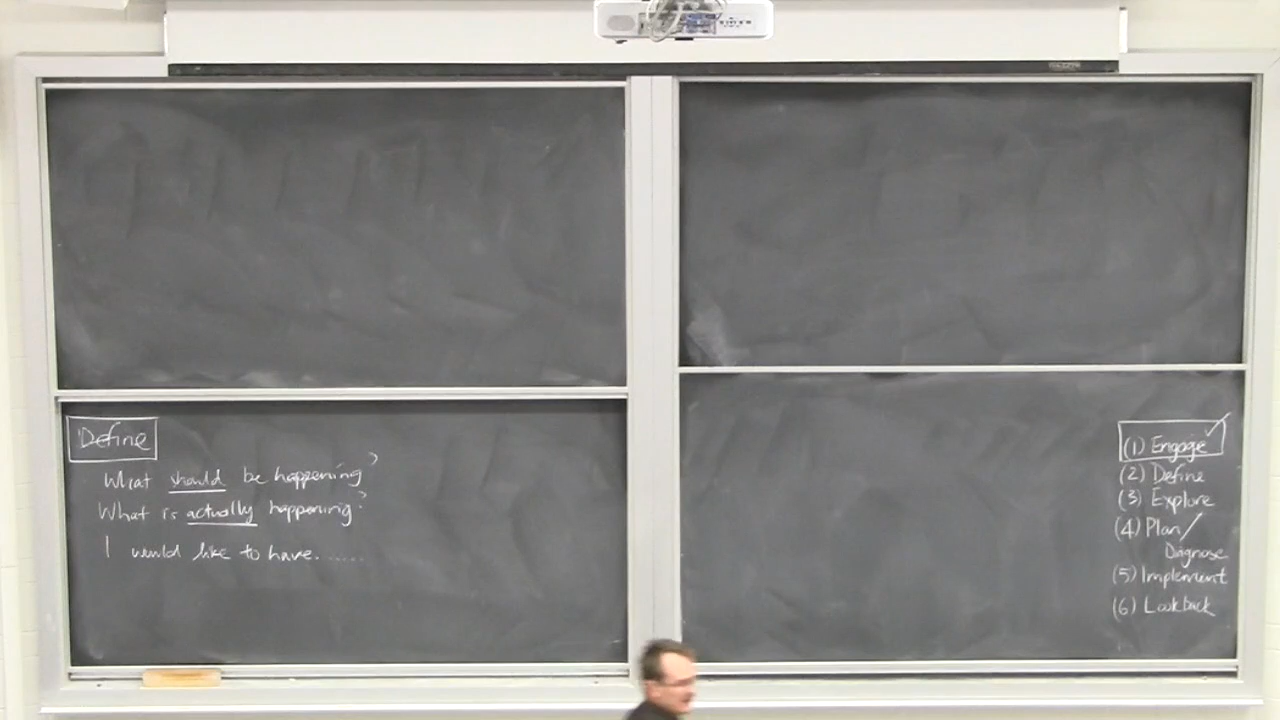 Define
What should be happening?
What is actually happening?
I would like to have......
(1) Engage ✓
(2) Define
(3) Explore
(4) Plan/
Diagnose
(5) Implement
(6) Look back